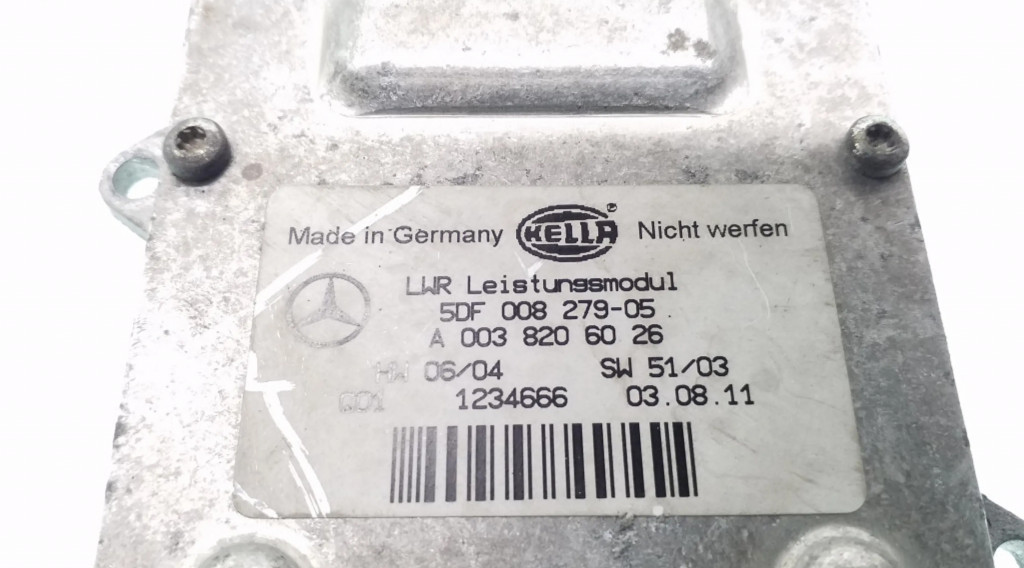 Made in Germany HELLA® Nicht werfen
LWR Leistungsmodul
5DF 008 279-05
A 003 820 60 26
HW 06/04 SW 51/03
G01 1234666 03.08.11